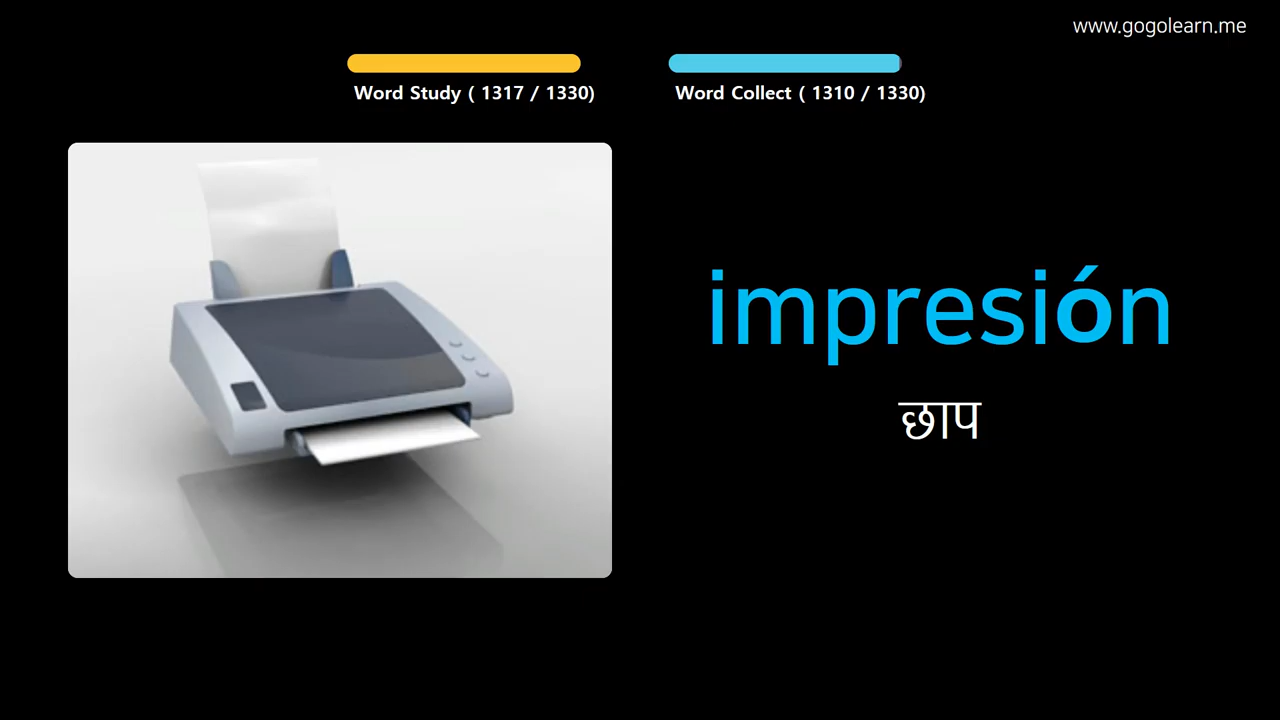 www.gogolearn.me
Word Study ( 1317 / 1330)
Word Collect ( 1310 / 1330)
impresión
छाप